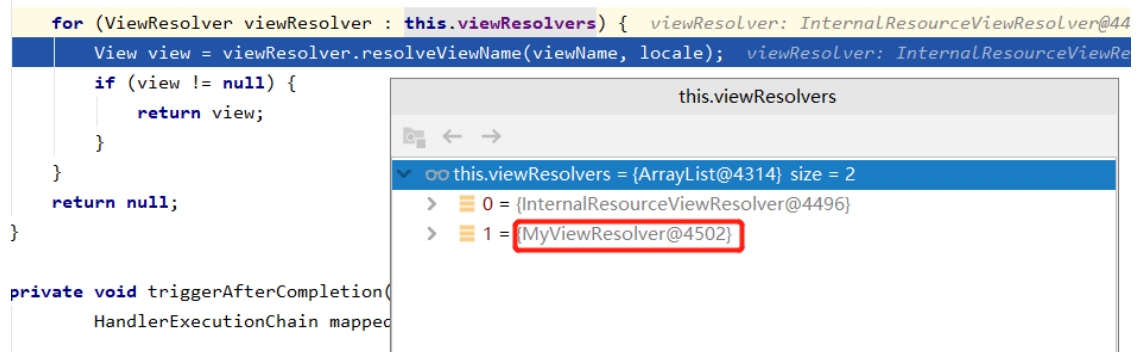 for (ViewResolver viewResolver : this.viewResolvers) { viewResolver: InternalResourceViewResolver@44
View view = viewResolver.resolveViewName(viewName, locale); viewResolver: InternalResourceViewRe
if (view != null) {
return view;
}
}
return null;
}
private void triggerAfterCompletion(
HandlerExecutionChain mapped
this.viewResolvers
this.viewResolvers = {ArrayList@4314} size = 2
0 = {InternalResourceViewResolver@4496}
1 = {MyViewResolver@4502}